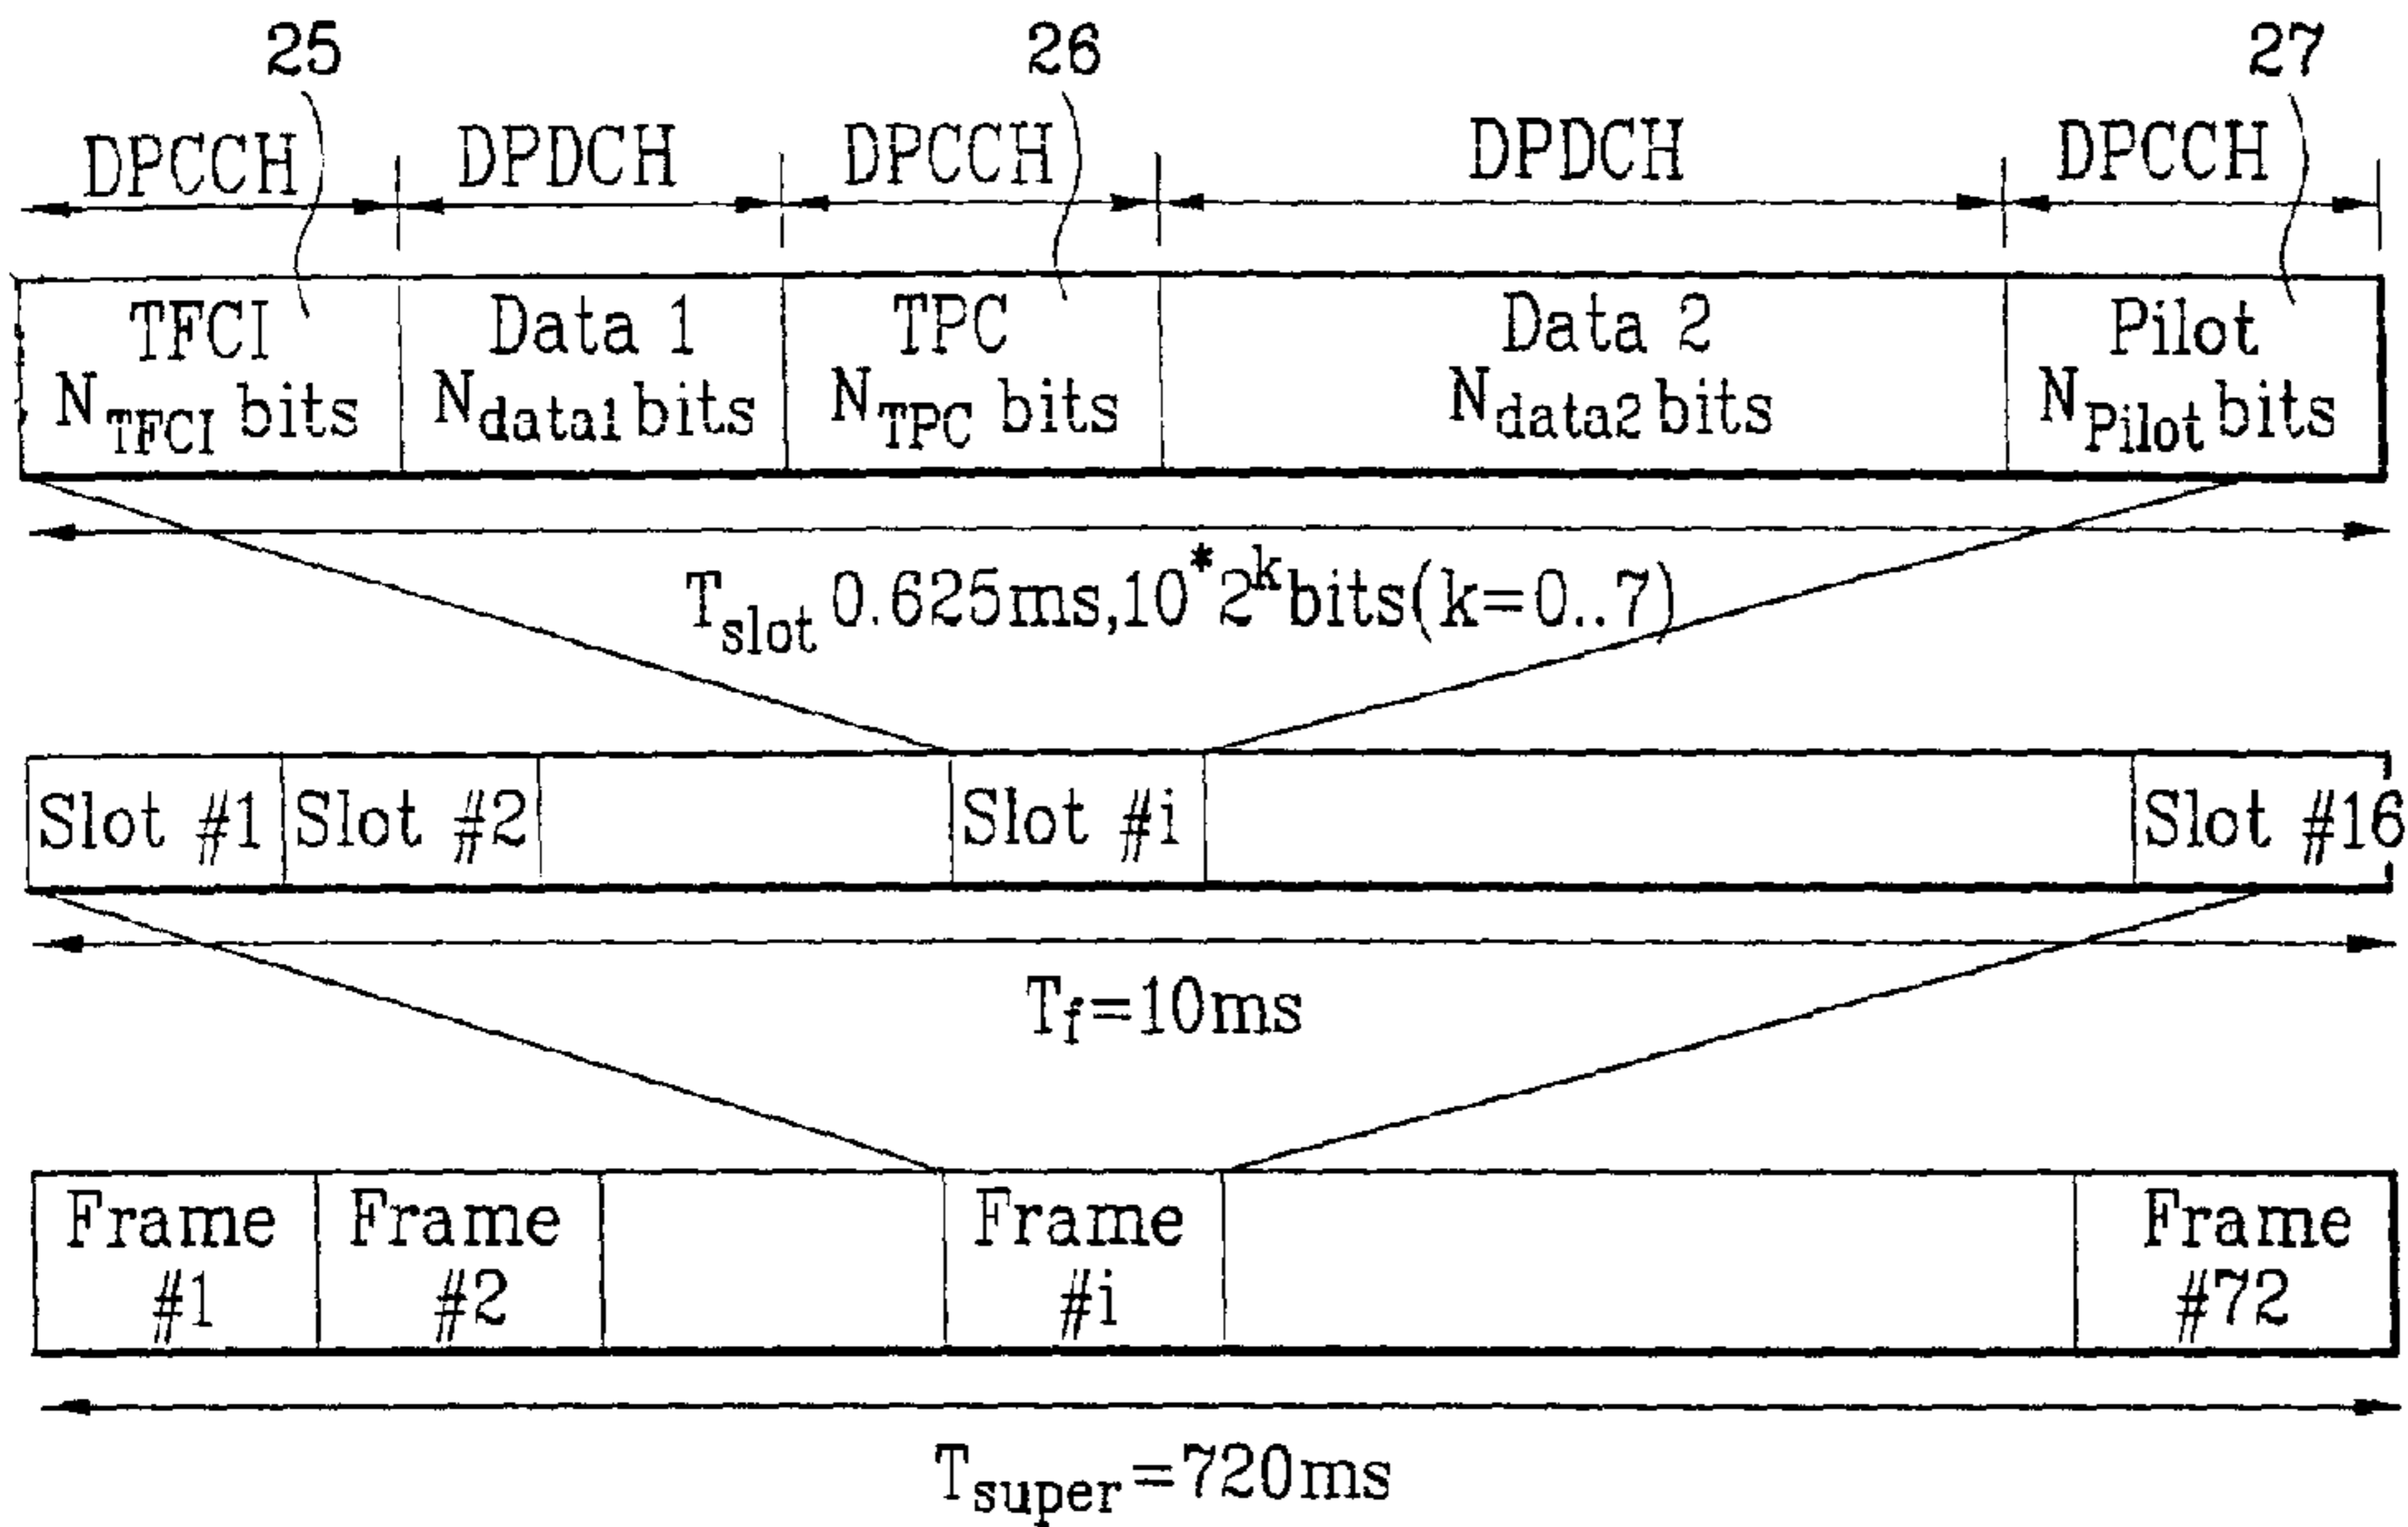 25 26 27
DPCCH DPDCH DPCCH DPDCH DPCCH
TFCI Data 1 TPC Data 2 Pilot
N_TFCI bits N_data1 bits N_TPC bits N_data2 bits N_Pilot bits
T_slot 0.625ms,10*2^k bits(k=0..7)
Slot #1 Slot #2 Slot #i Slot #16
T_f=10ms
Frame Frame Frame Frame
#1 #2 #i #72
T_super=720ms